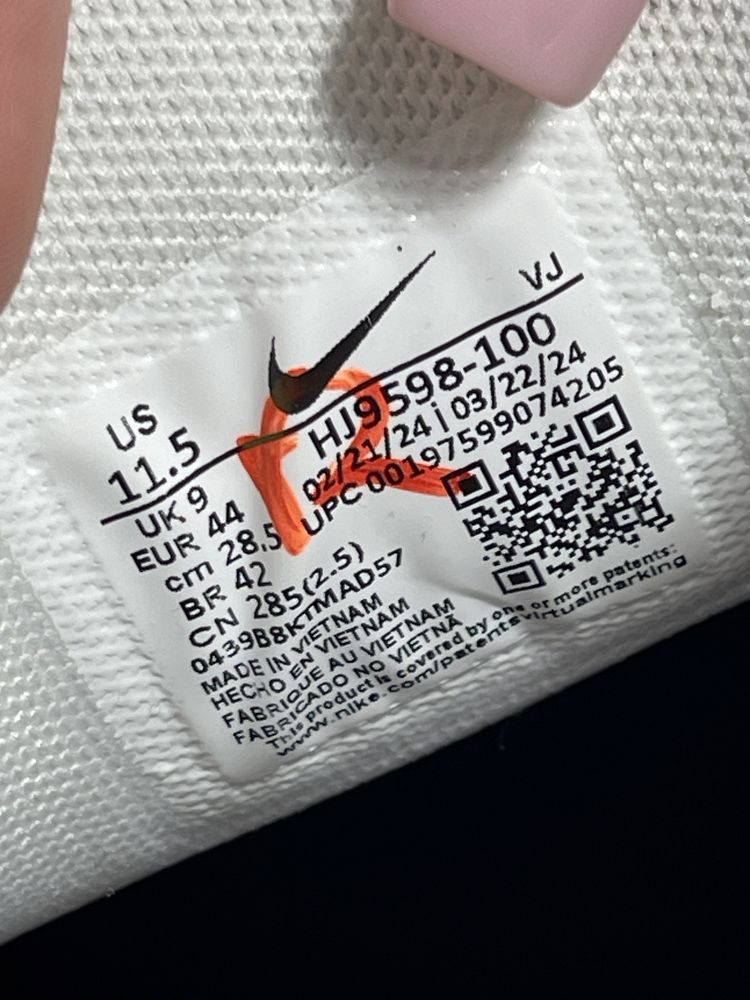 VJ
US
11.5
HJ9598-100
02/21/24 | 03/22/24
UPC 00197599074205
UK 9
EUR 44
cm 28.5
BR 42
CN 285(2.5)
0439B8KTMAD57
MADE IN VIETNAM
HECHO EN VIETNAM
FABRIQUE AU VIETNAM
FABRICADO NO VIETNÃ
This product is covered by one or more patents:
www.nike.com/patentsvirtualmarking
R